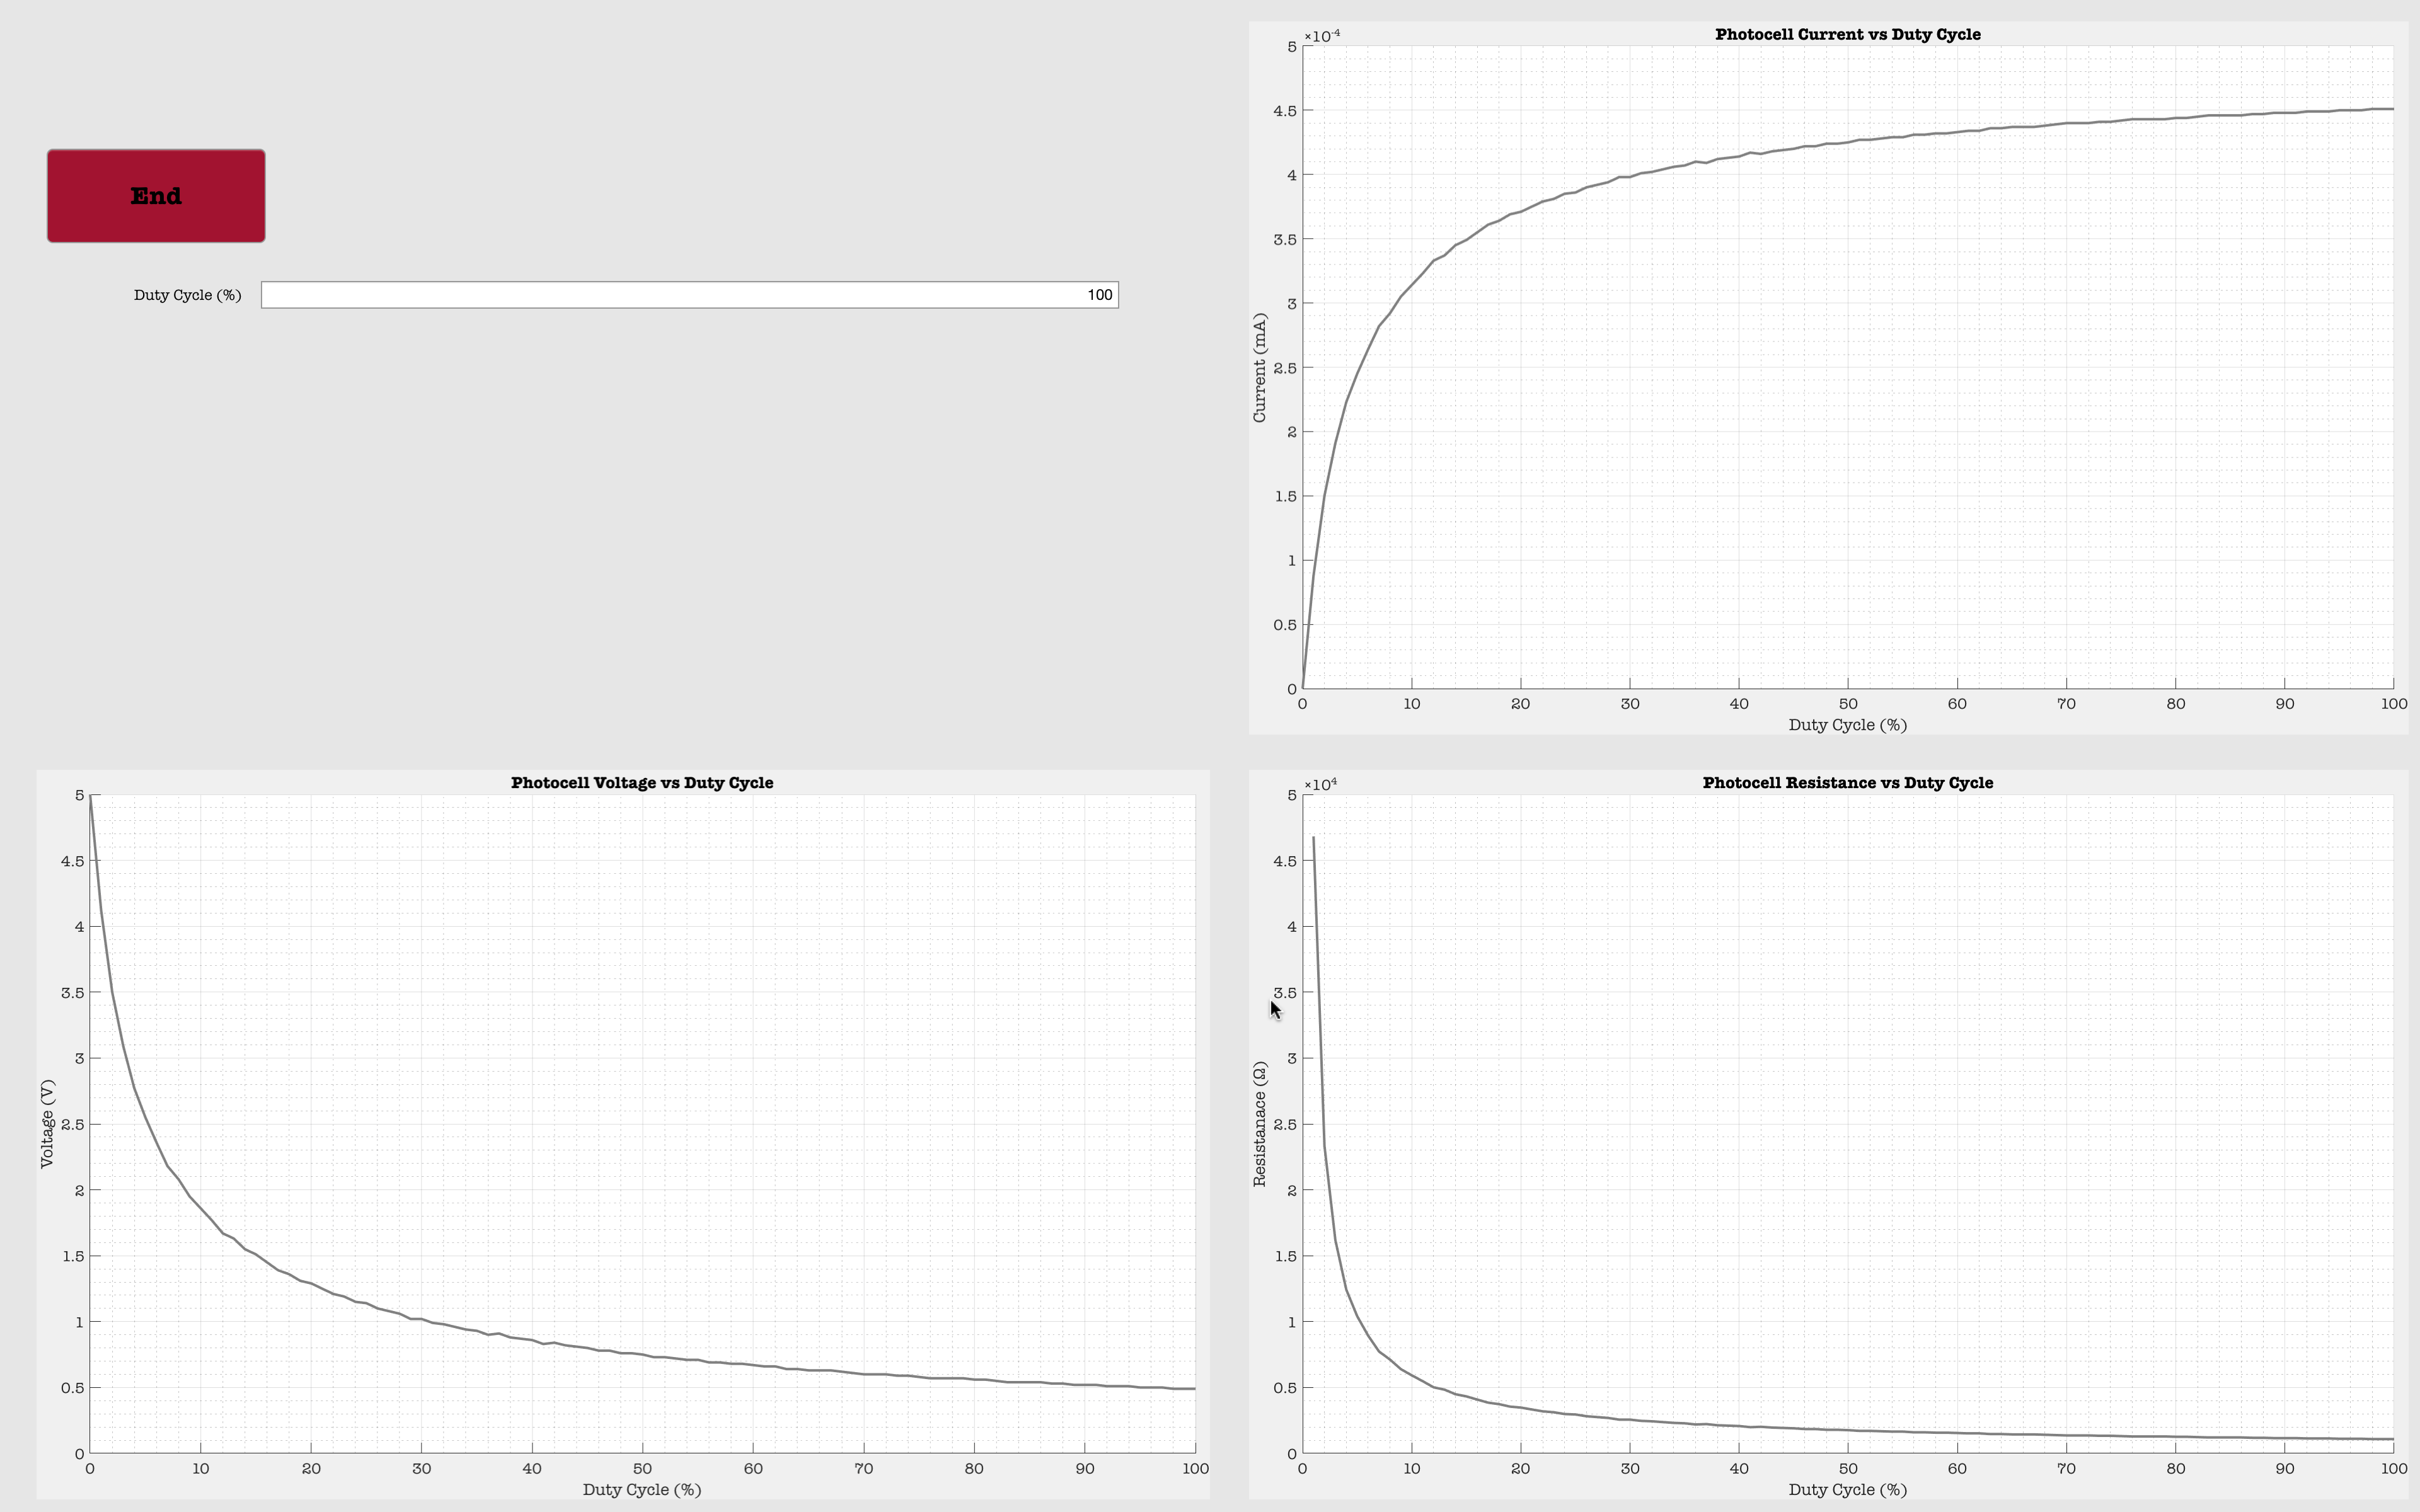 End
Duty Cycle (%)
100
Photocell Current vs Duty Cycle
×10-4
5
4.5
4
3.5
3
2.5
2
1.5
1
0.5
0
Current (mA)
0 10 20 30 40 50 60 70 80 90 100
Duty Cycle (%)
Photocell Voltage vs Duty Cycle
5
4.5
4
3.5
3
2.5
2
1.5
1
0.5
0
Voltage (V)
0 10 20 30 40 50 60 70 80 90 100
Duty Cycle (%)
Photocell Resistance vs Duty Cycle
×104
5
4.5
4
3.5
3
2.5
2
1.5
1
0.5
0
Resistanace (Ω)
0 10 20 30 40 50 60 70 80 90 100
Duty Cycle (%)